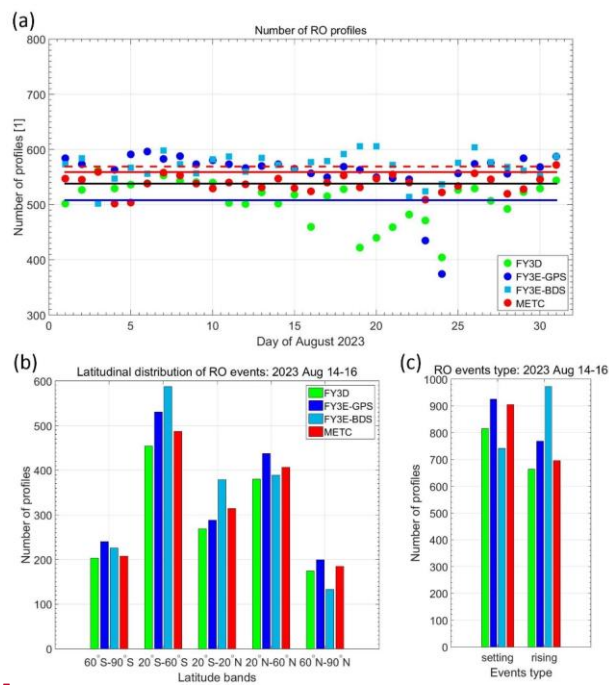 (a)
Number of RO profiles
800
700
600
500
400
300
Number of profiles [1]
0 5 10 15 20 25 30
Day of August 2023
FY3D
FY3E-GPS
FY3E-BDS
METC
(b)
Latitudinal distribution of RO events: 2023 Aug 14-16
600
500
400
300
200
100
0
Number of profiles
FY3D
FY3E-GPS
FY3E-BDS
METC
60°S-90°S 20°S-60°S 20°S-20°N 20°N-60°N 60°N-90°N
Latitude bands
(c)
RO events type: 2023 Aug 14-16
1000
900
800
700
600
500
400
300
200
100
0
Number of profiles
setting rising
Events type